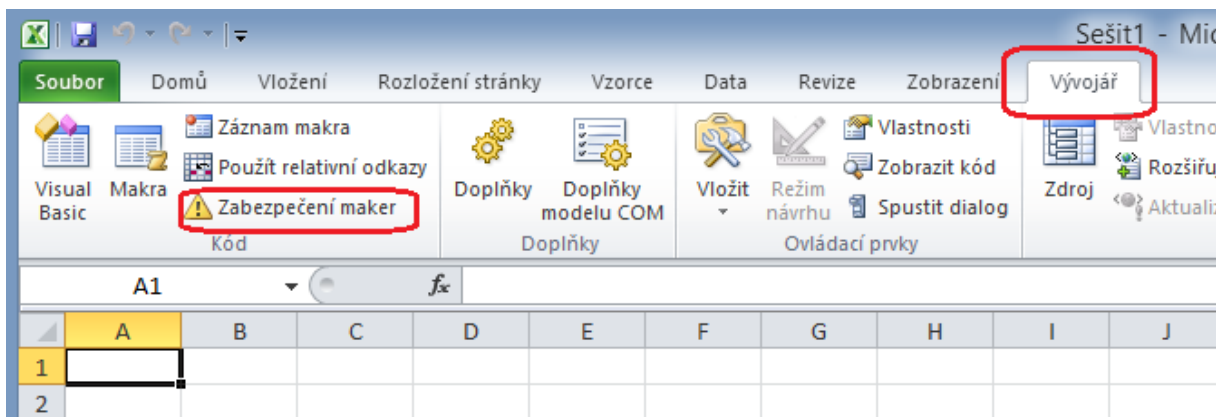 Sešit1 - Mic
Soubor Domů Vložení Rozložení stránky Vzorce Data Revize Zobrazení Vývojář
Záznam makra
Použít relativní odkazy
Zabezpečení maker
Visual Basic
Makra
Kód
Doplňky
Doplňky modelu COM
Doplňky
Vložit
Režim návrhu
Vlastnosti
Zobrazit kód
Spustit dialog
Ovládací prvky
Zdroj
Vlastno
Rozšiřu
Aktualiz
A1 fx
A B C D E F G H I J
1
2